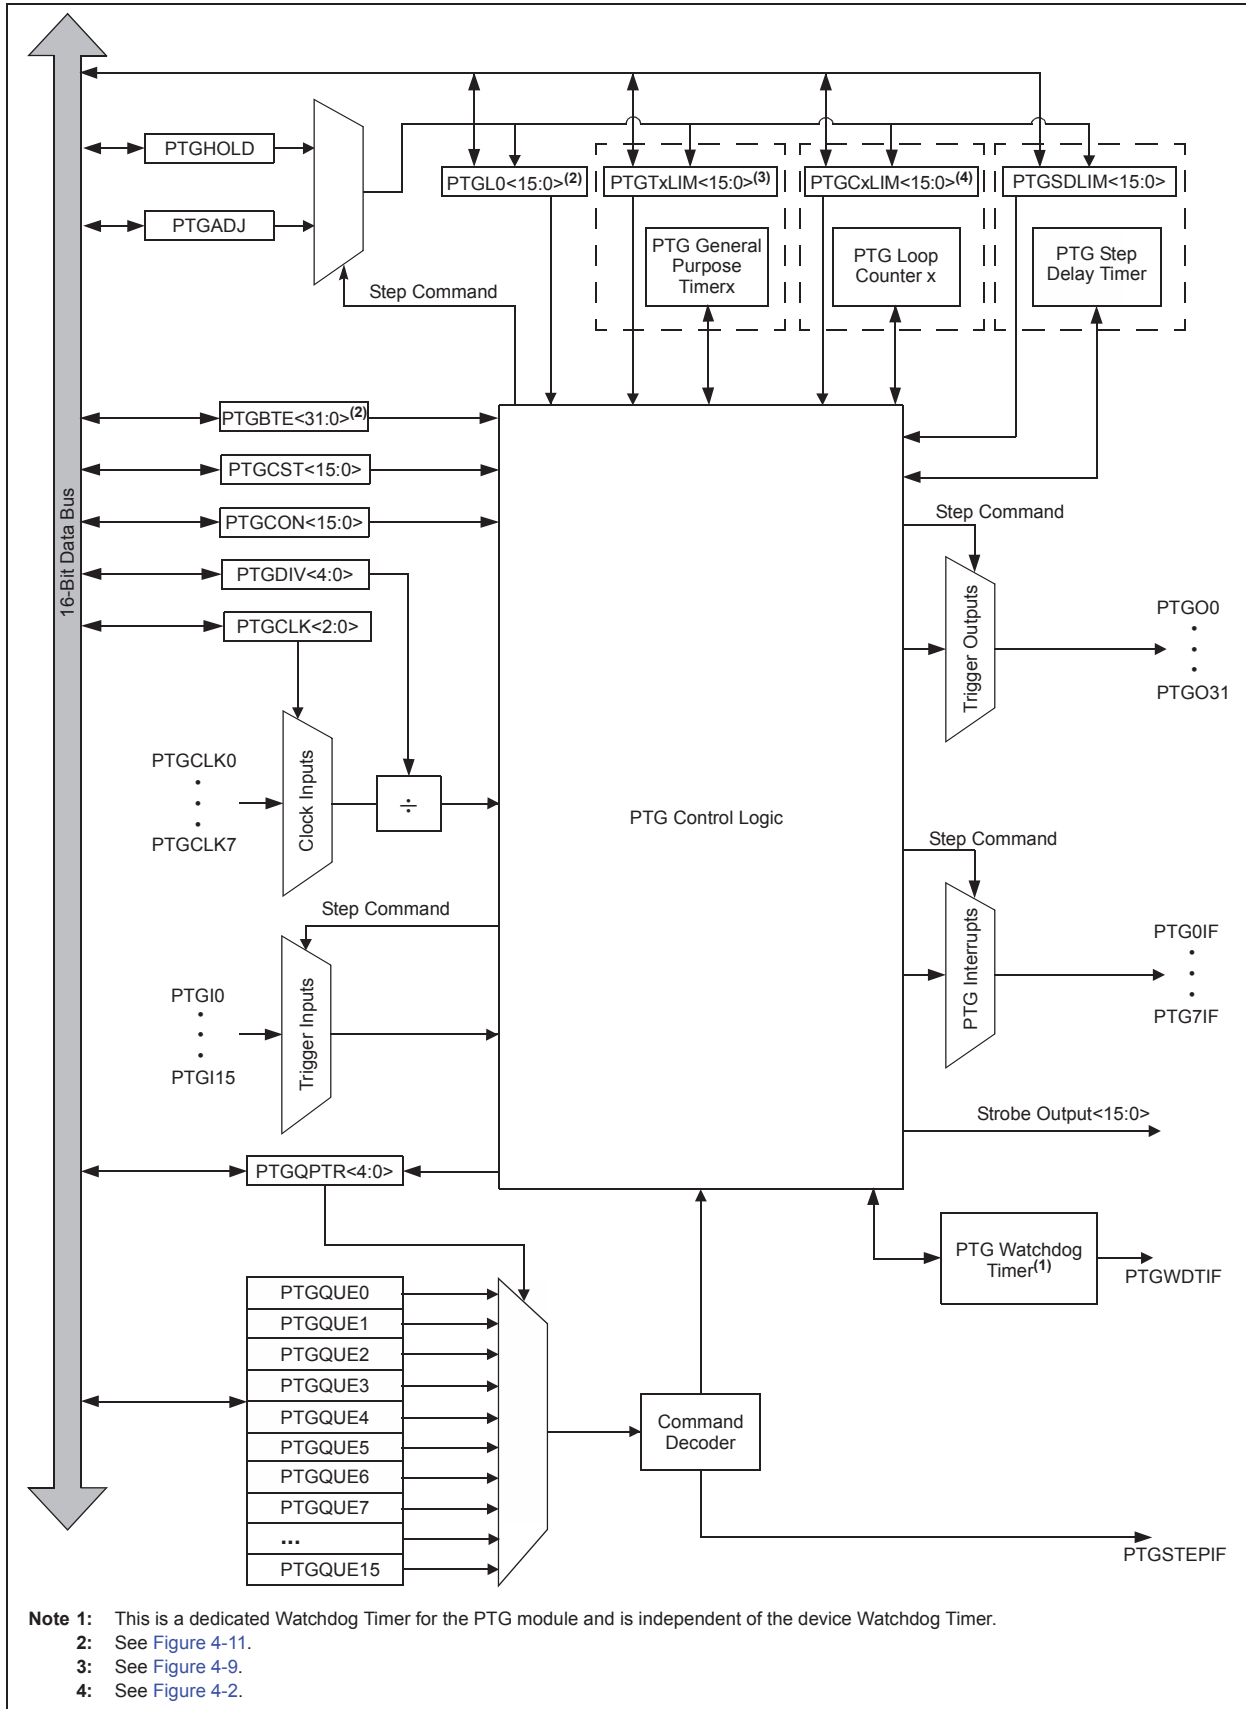 16-Bit Data Bus
PTGHOLD
PTGADJ
PTGL0<15:0>(2)
PTGTxLIM<15:0>(3)
PTGCxLIM<15:0>(4)
PTGSDLIM<15:0>
PTG General
Purpose
Timerx
PTG Loop
Counter x
PTG Step
Delay Timer
Step Command
PTGBTE<31:0>(2)
PTGCST<15:0>
PTGCON<15:0>
PTGDIV<4:0>
PTGCLK<2:0>
PTG Control Logic
Step Command
Trigger Outputs
PTGO0
•
•
•
PTGO31
PTGCLK0
•
•
•
PTGCLK7
Clock Inputs
÷
Step Command
PTG Interrupts
PTG0IF
•
•
•
PTG7IF
Step Command
PTGI0
•
•
•
PTGI15
Trigger Inputs
Strobe Output<15:0>
PTGQPTR<4:0>
PTG Watchdog
Timer(1)
PTGWDTIF
PTGQUE0
PTGQUE1
PTGQUE2
PTGQUE3
PTGQUE4
PTGQUE5
PTGQUE6
PTGQUE7
...
PTGQUE15
Command
Decoder
PTGSTEPIF
Note 1: This is a dedicated Watchdog Timer for the PTG module and is independent of the device Watchdog Timer.
2: See Figure 4-11.
3: See Figure 4-9.
4: See Figure 4-2.